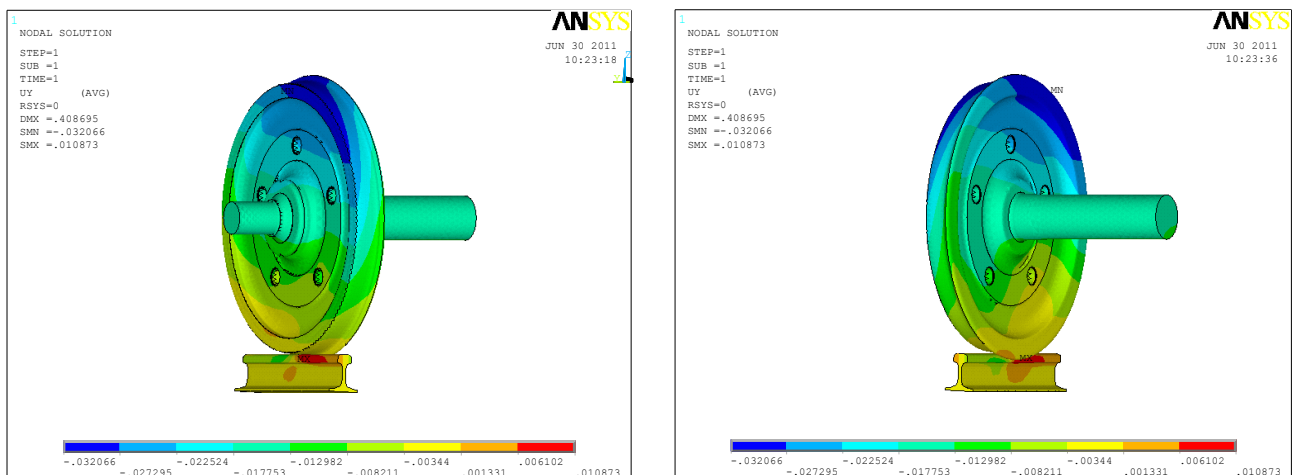 1
ANSYS
NODAL SOLUTION
JUN 30 2011
10:23:18
STEP=1
SUB =1
TIME=1
UY (AVG)
RSYS=0
DMX =.408695
SMN =-.032066
SMX =.010873
Z
MX
-.032066 -.022524 -.012982 -.00344 .006102
-.027295 -.017753 -.008211 .001331 .010873
1
ANSYS
NODAL SOLUTION
JUN 30 2011
10:23:36
STEP=1
SUB =1
TIME=1
UY (AVG)
RSYS=0
DMX =.408695
SMN =-.032066
SMX =.010873
MN
MX
-.032066 -.022524 -.012982 -.00344 .006102
-.027295 -.017753 -.008211 .001331 .010873